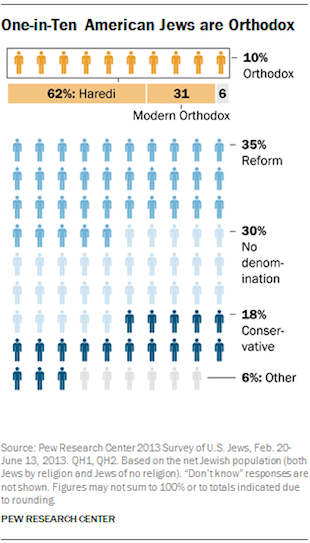 One-in-Ten American Jews are Orthodox
10%
Orthodox
62%: Haredi
31
6
Modern Orthodox
35%
Reform
30%
No
denom-
ination
18%
Conser-
vative
6%: Other
Source: Pew Research Center 2013 Survey of U.S. Jews, Feb. 20-
June 13, 2013. QH1, QH2. Based on the net Jewish population (both
Jews by religion and Jews of no religion). “Don’t know” responses are
not shown. Figures may not sum to 100% or to totals indicated due
to rounding.
PEW RESEARCH CENTER